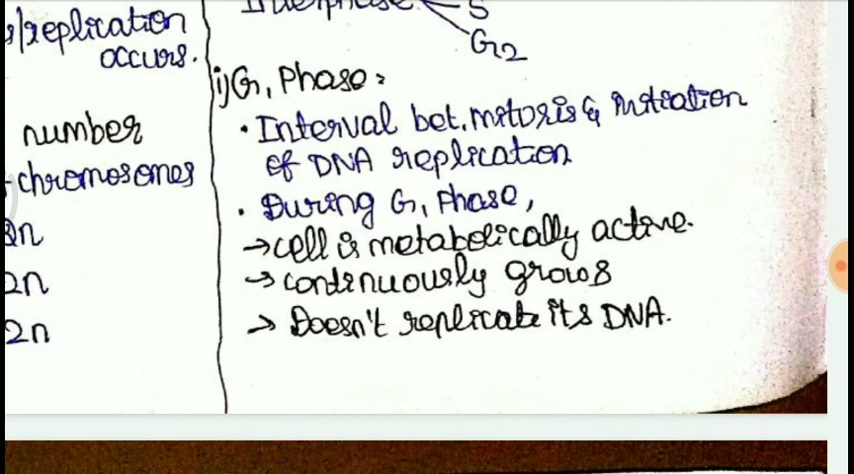 s/replication
occurs.
number
chromosomes
2n
2n
2n
Interphase
S
G2
i) G1 Phase:
• Interval bet. mitosis & initiation
of DNA replication
• During G1 Phase,
→ cell is metabolically active.
→ continuously grows
→ Doesn't replicate its DNA.